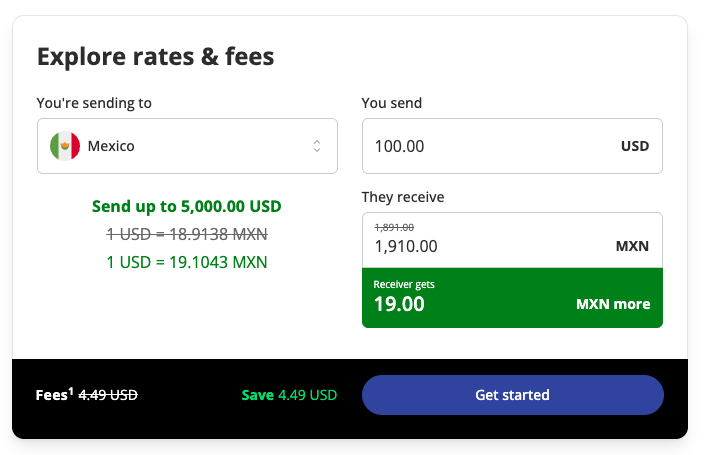 Explore rates & fees
You're sending to
Mexico
Send up to 5,000.00 USD
1 USD = 18.9138 MXN
1 USD = 19.1043 MXN
You send
100.00 USD
They receive
1,891.00
1,910.00 MXN
Receiver gets
19.00 MXN more
Fees¹ 4.49 USD Save 4.49 USD Get started